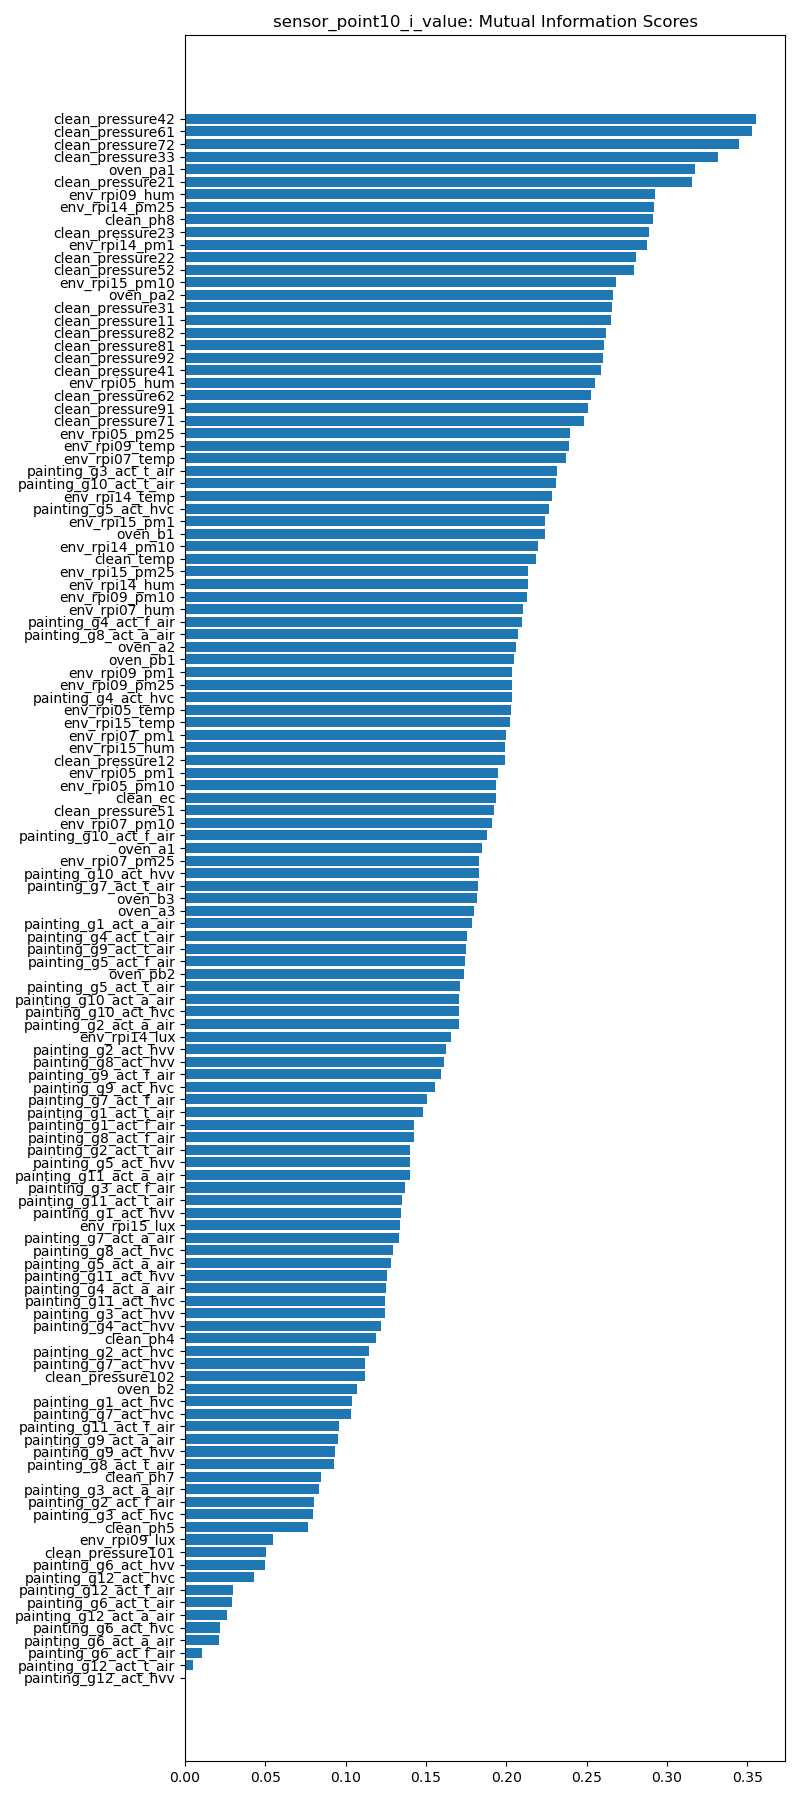 sensor_point10_i_value: Mutual Information Scores
clean_pressure42
clean_pressure61
clean_pressure72
clean_pressure33
oven_pa1
clean_pressure21
env_rpi09_hum
env_rpi14_pm25
clean_ph8
clean_pressure23
env_rpi14_pm1
clean_pressure22
clean_pressure52
env_rpi15_pm10
oven_pa2
clean_pressure31
clean_pressure11
clean_pressure82
clean_pressure81
clean_pressure92
clean_pressure41
env_rpi05_hum
clean_pressure62
clean_pressure91
clean_pressure71
env_rpi05_pm25
env_rpi09_temp
env_rpi07_temp
painting_g3_act_t_air
painting_g10_act_t_air
env_rpi14_temp
painting_g5_act_hvc
env_rpi15_pm1
oven_b1
env_rpi14_pm10
clean_temp
env_rpi15_pm25
env_rpi14_hum
env_rpi09_pm10
env_rpi07_hum
painting_g4_act_f_air
painting_g8_act_a_air
oven_a2
oven_pb1
env_rpi09_pm1
env_rpi09_pm25
painting_g4_act_hvc
env_rpi05_temp
env_rpi15_temp
env_rpi07_pm1
env_rpi15_hum
clean_pressure12
env_rpi05_pm1
env_rpi05_pm10
clean_ec
clean_pressure51
env_rpi07_pm10
painting_g10_act_f_air
oven_a1
env_rpi07_pm25
painting_g10_act_hvv
painting_g7_act_t_air
oven_b3
oven_a3
painting_g1_act_a_air
painting_g4_act_t_air
painting_g9_act_t_air
painting_g5_act_f_air
oven_pb2
painting_g5_act_t_air
painting_g10_act_a_air
painting_g10_act_hvc
painting_g2_act_a_air
env_rpi14_lux
painting_g2_act_hvv
painting_g8_act_hvv
painting_g9_act_f_air
painting_g9_act_hvc
painting_g7_act_f_air
painting_g1_act_t_air
painting_g1_act_f_air
painting_g8_act_f_air
painting_g2_act_t_air
painting_g5_act_hvv
painting_g11_act_a_air
painting_g3_act_f_air
painting_g11_act_t_air
painting_g1_act_hvv
env_rpi15_lux
painting_g7_act_a_air
painting_g8_act_hvc
painting_g5_act_a_air
painting_g11_act_hvv
painting_g4_act_a_air
painting_g11_act_hvc
painting_g3_act_hvv
painting_g4_act_hvv
clean_ph4
painting_g2_act_hvc
painting_g7_act_hvv
clean_pressure102
oven_b2
painting_g1_act_hvc
painting_g7_act_hvc
painting_g11_act_f_air
painting_g9_act_a_air
painting_g9_act_hvv
painting_g8_act_t_air
clean_ph7
painting_g3_act_a_air
painting_g2_act_f_air
painting_g3_act_hvc
clean_ph5
env_rpi09_lux
clean_pressure101
painting_g6_act_hvv
painting_g12_act_hvc
painting_g12_act_f_air
painting_g6_act_t_air
painting_g12_act_a_air
painting_g6_act_hvc
painting_g6_act_a_air
painting_g6_act_f_air
painting_g12_act_t_air
painting_g12_act_hvv
0.00 0.05 0.10 0.15 0.20 0.25 0.30 0.35